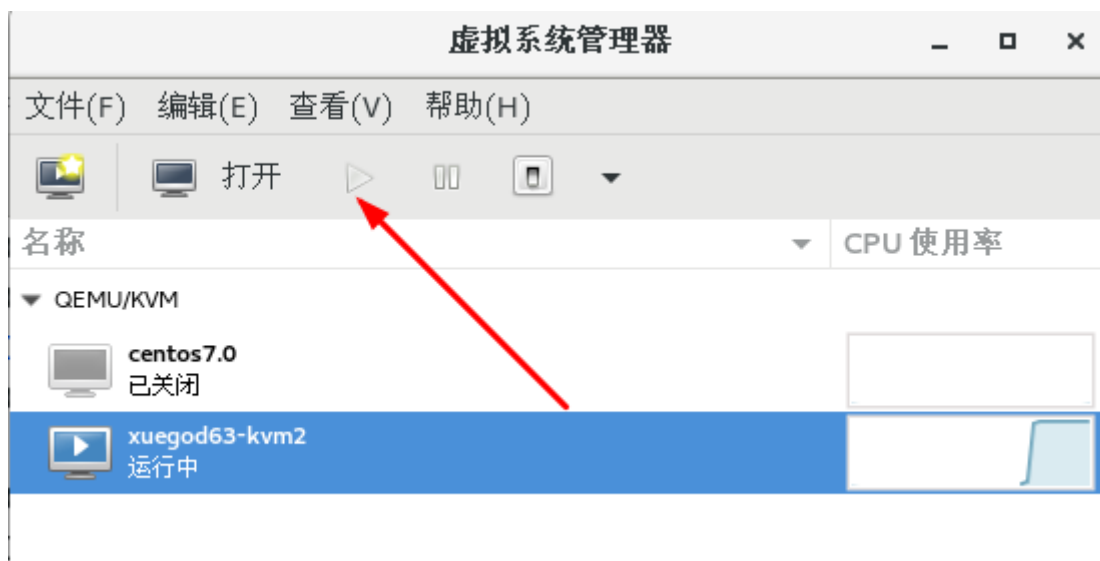 虚拟系统管理器
文件(F) 编辑(E) 查看(V) 帮助(H)
打开
名称 CPU 使用率
QEMU/KVM
centos7.0
已关闭
xuegod63-kvm2
运行中